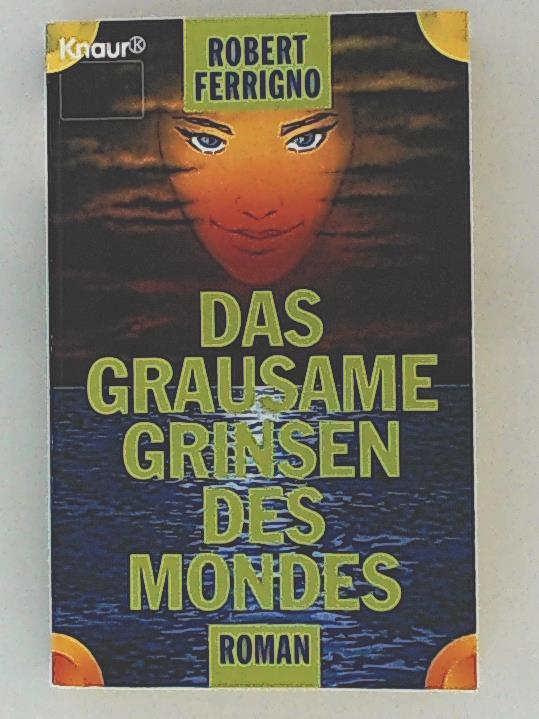 Knaur K
ROBERT
FERRIGNO
DAS
GRAUSAME
GRINSEN
DES
MONDES
ROMAN